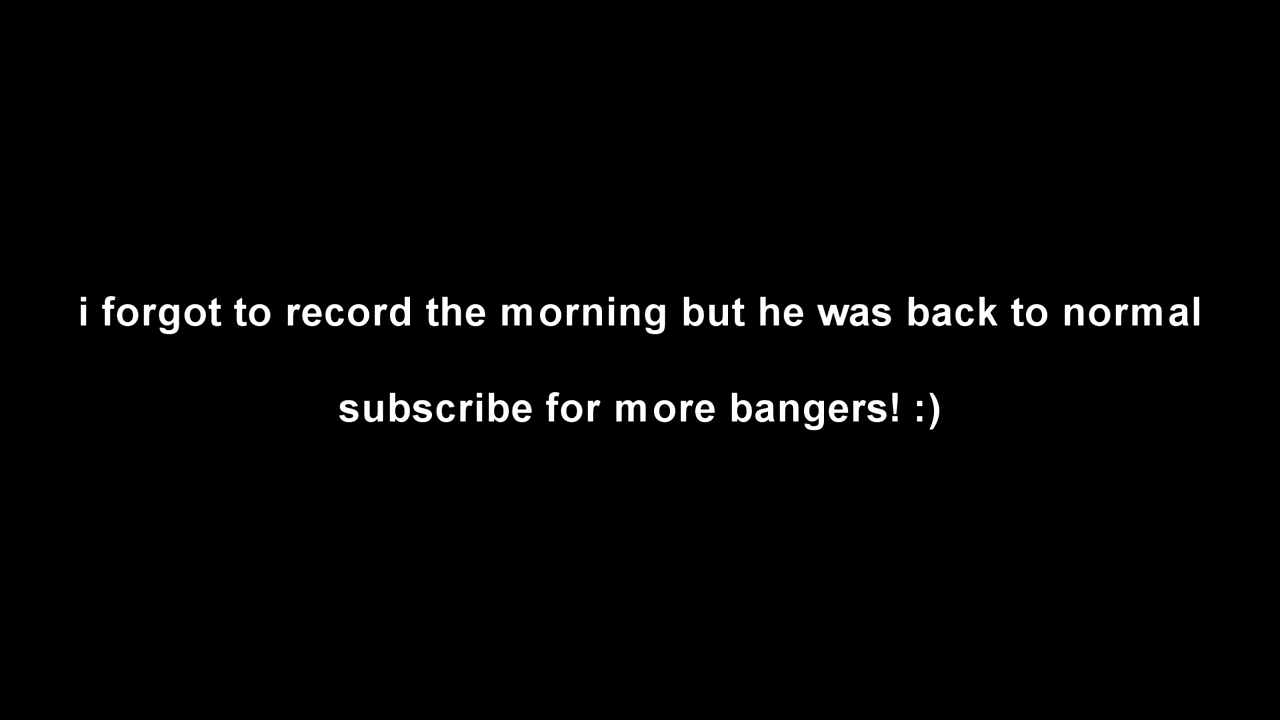 i forgot to record the morning but he was back to normal
subscribe for more bangers! :)